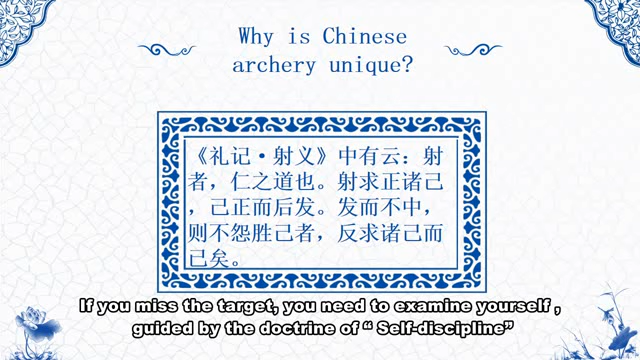 Why is Chinese
archery unique?
《礼记·射义》中有云：射
者，仁之道也。射求正诸己
，己正而后发。发而不中，
则不怨胜己者，反求诸己而
已矣。
If you miss the target, you need to examine yourself ,
guided by the doctrine of “ Self-discipline”